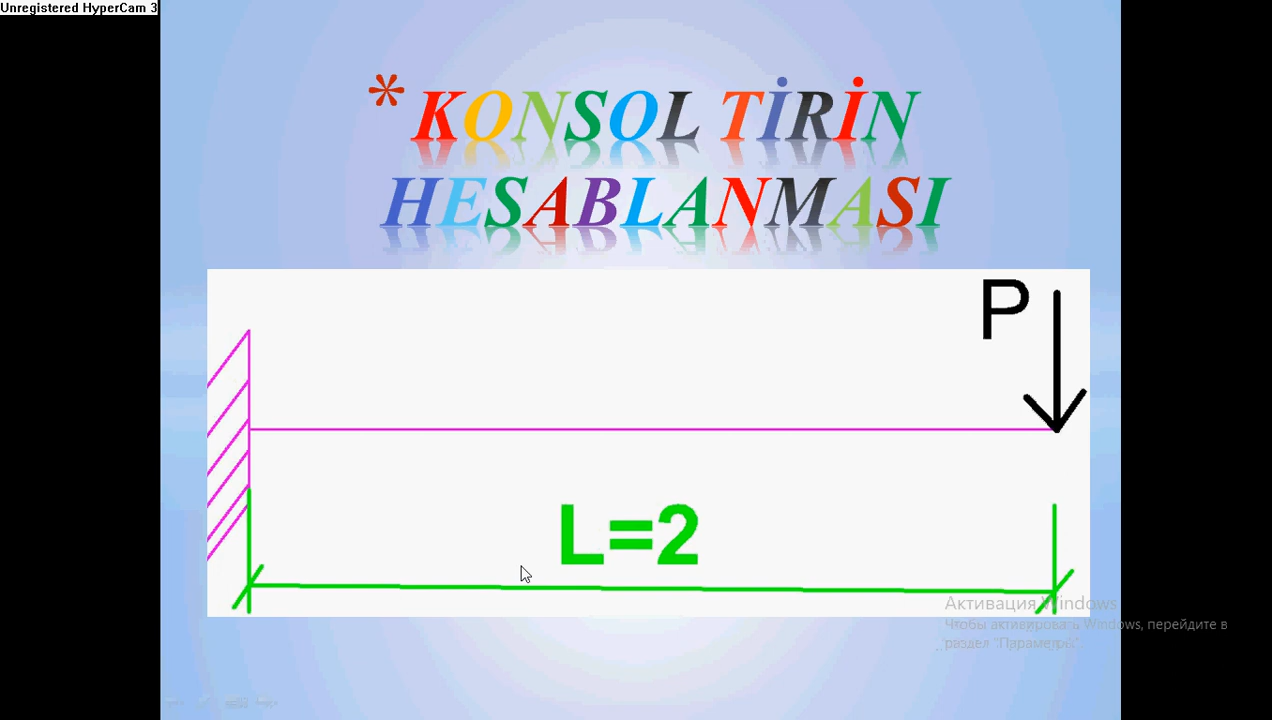 Unregistered HyperCam 3
* KONSOL TİRİN
HESABLANMASI
P
L=2
Активация Windows
Чтобы активировать Windows, перейдите в
раздел "Параметры".